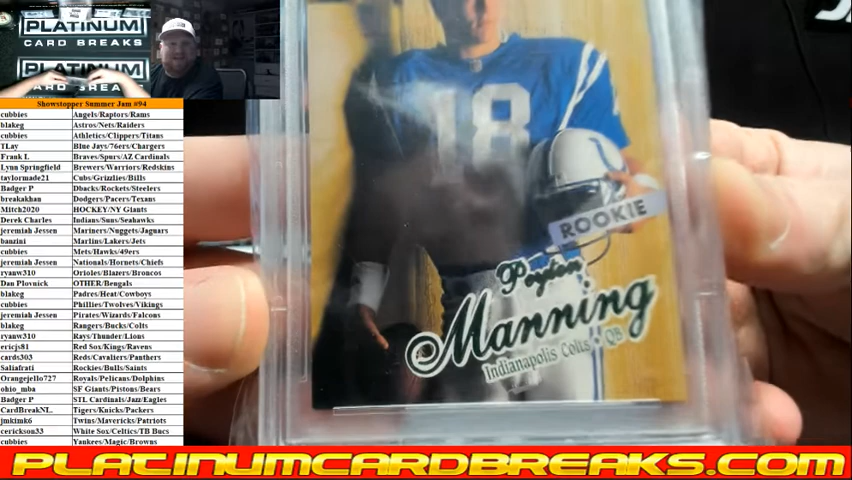 PLATINUM
CARD BREAKS
PLATINUM
Showstopper Summer Jam #94
cubbies Angels/Raptors/Rams
blakeg Astros/Nets/Raiders
cubbies Athletics/Clippers/Titans
TLay Blue Jays/76ers/Chargers
Frank L Braves/Spurs/AZ Cardinals
Lynn Springfield Brewers/Warriors/Redskins
taylormade21 Cubs/Grizzlies/Bills
Badger P Dbacks/Rockets/Steelers
breakahan Dodgers/Pacers/Texans
Mitch2020 HOCKEY/NY Giants
Derek Charles Indians/Suns/Seahawks
jeremiah Jessen Mariners/Nuggets/Jaguars
banzini Marlins/Lakers/Jets
cubbies Mets/Hawks/49ers
jeremiah Jessen Nationals/Hornets/Chiefs
ryanw310 Orioles/Blazers/Broncos
Dan Plovnick OTHER/Bengals
blakeg Padres/Heat/Cowboys
cubbies Phillies/Twolves/Vikings
jeremiah Jessen Pirates/Wizards/Falcons
blakeg Rangers/Bucks/Colts
ryanw310 Rays/Thunder/Lions
ericjs81 Red Sox/Kings/Ravens
cards303 Reds/Cavaliers/Panthers
Saliafrati Rockies/Bulls/Saints
Orangejello727 Royals/Pelicans/Dolphins
ohio_mba SF Giants/Pistons/Bears
Badger P STL Cardinals/Jazz/Eagles
CardBreakNL Tigers/Knicks/Packers
jmkimk6 Twins/Mavericks/Patriots
cerickson33 White Sox/Celtics/TB Bucs
cubbies Yankees/Magic/Browns
18
ROOKIE
Peyton
Manning
Indianapolis Colts • QB
PLATINUMCARDBREAKS.COM